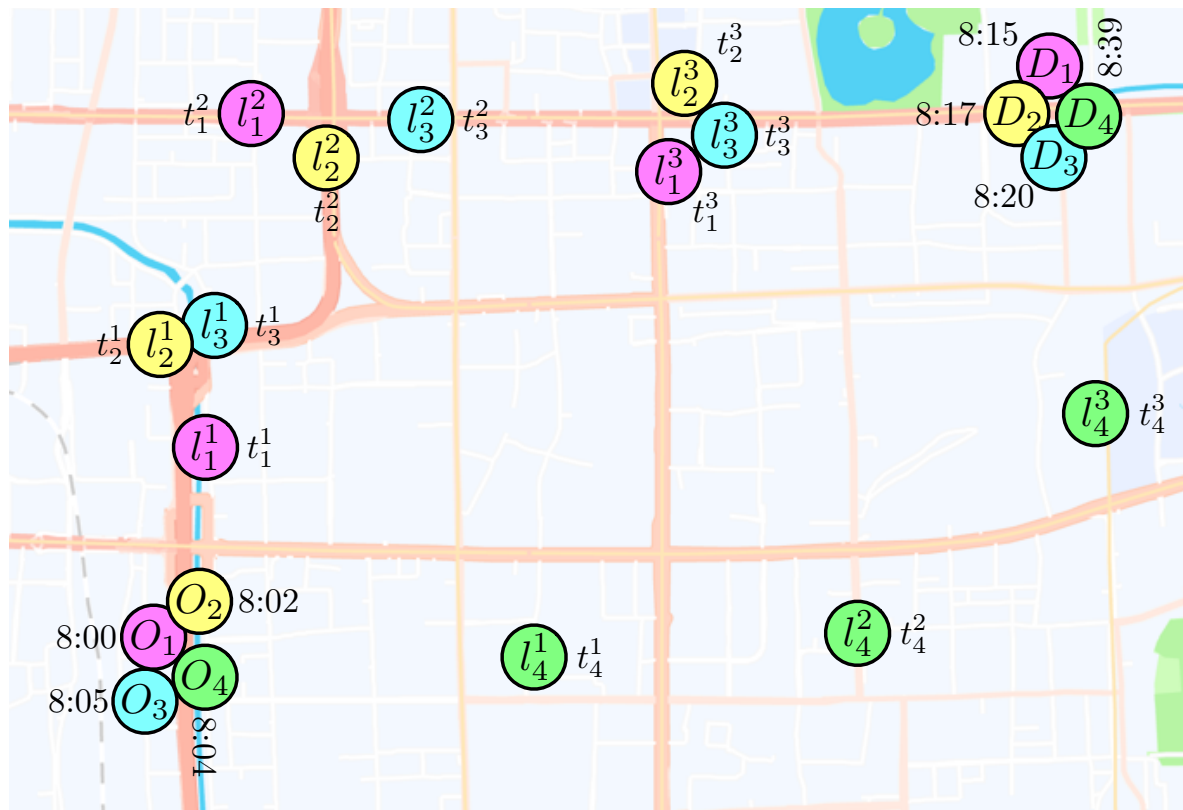 8:15
8:39
t_2^3
D_1
l_2^3
t_1^2
l_1^2
l_3^2
t_3^2
8:17
D_2
D_4
l_3^3
t_3^3
l_2^2
D_3
l_1^3
8:20
t_2^2
t_1^3
t_2^1
l_2^1
l_3^1
t_3^1
l_4^3
t_4^3
l_1^1
t_1^1
O_2
8:02
8:00
O_1
l_4^2
t_4^2
l_4^1
t_4^1
O_4
8:05
O_3
8:04